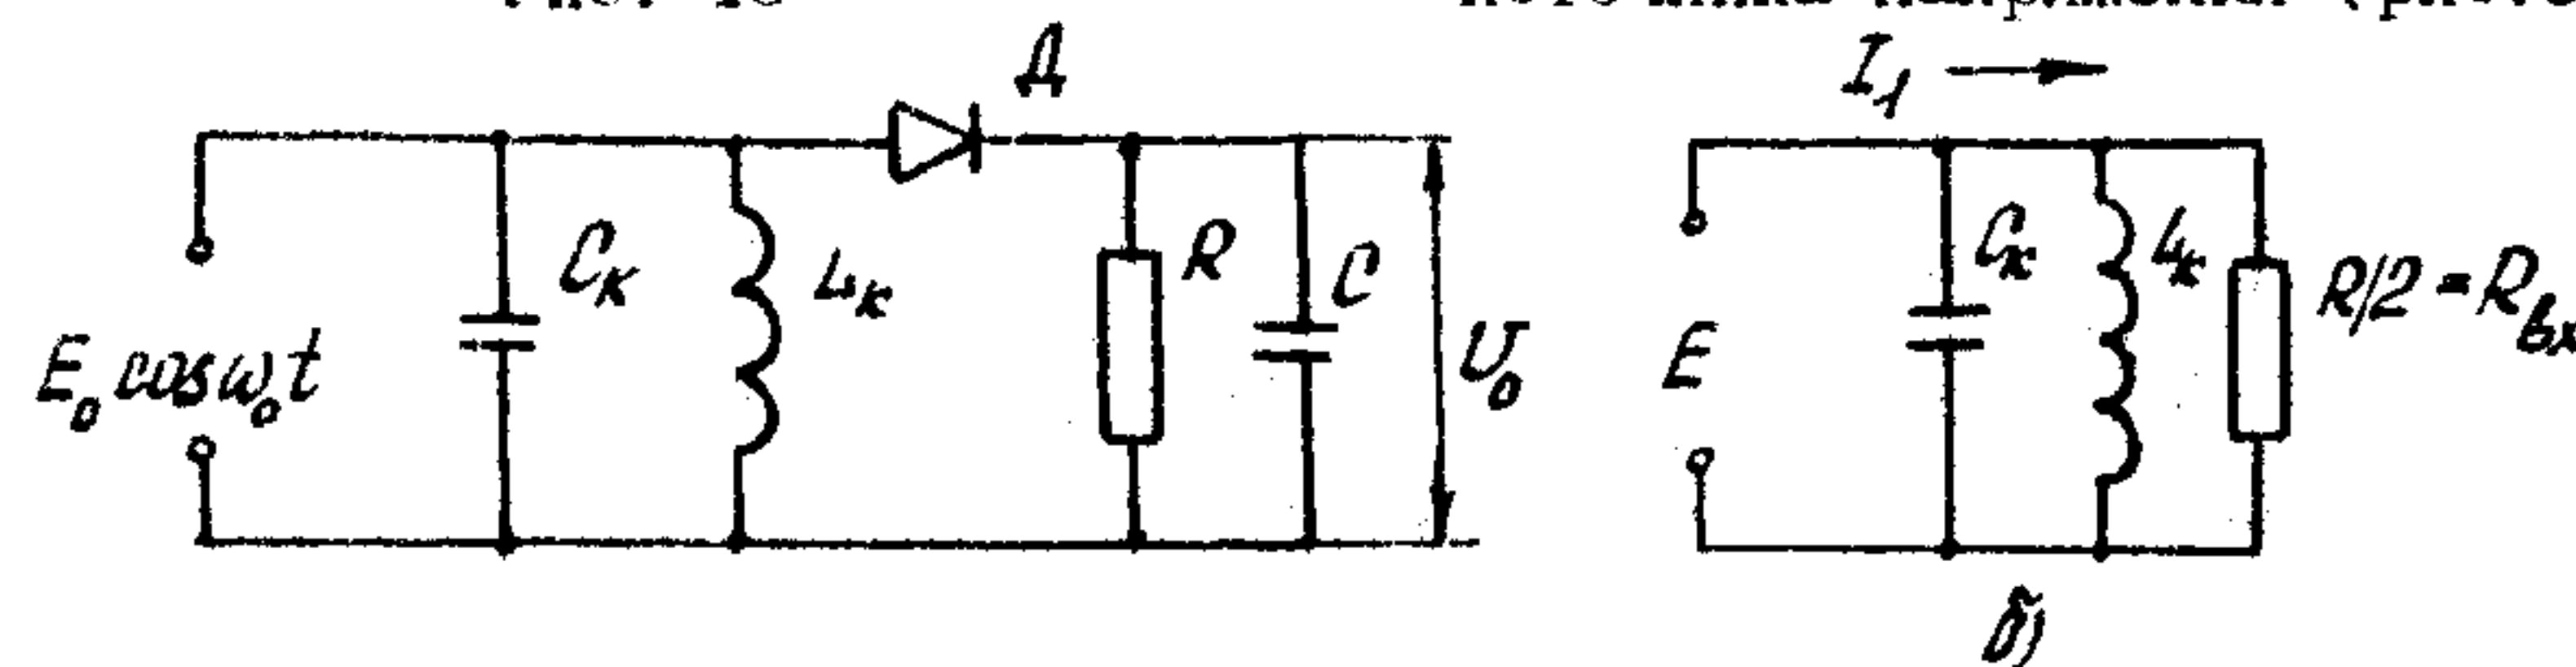 Д
I₁
E₀ cos ω₀t
Cк
Lк
R
C
U₀
E
Cк
Lк
R/2 = Rвх
б)